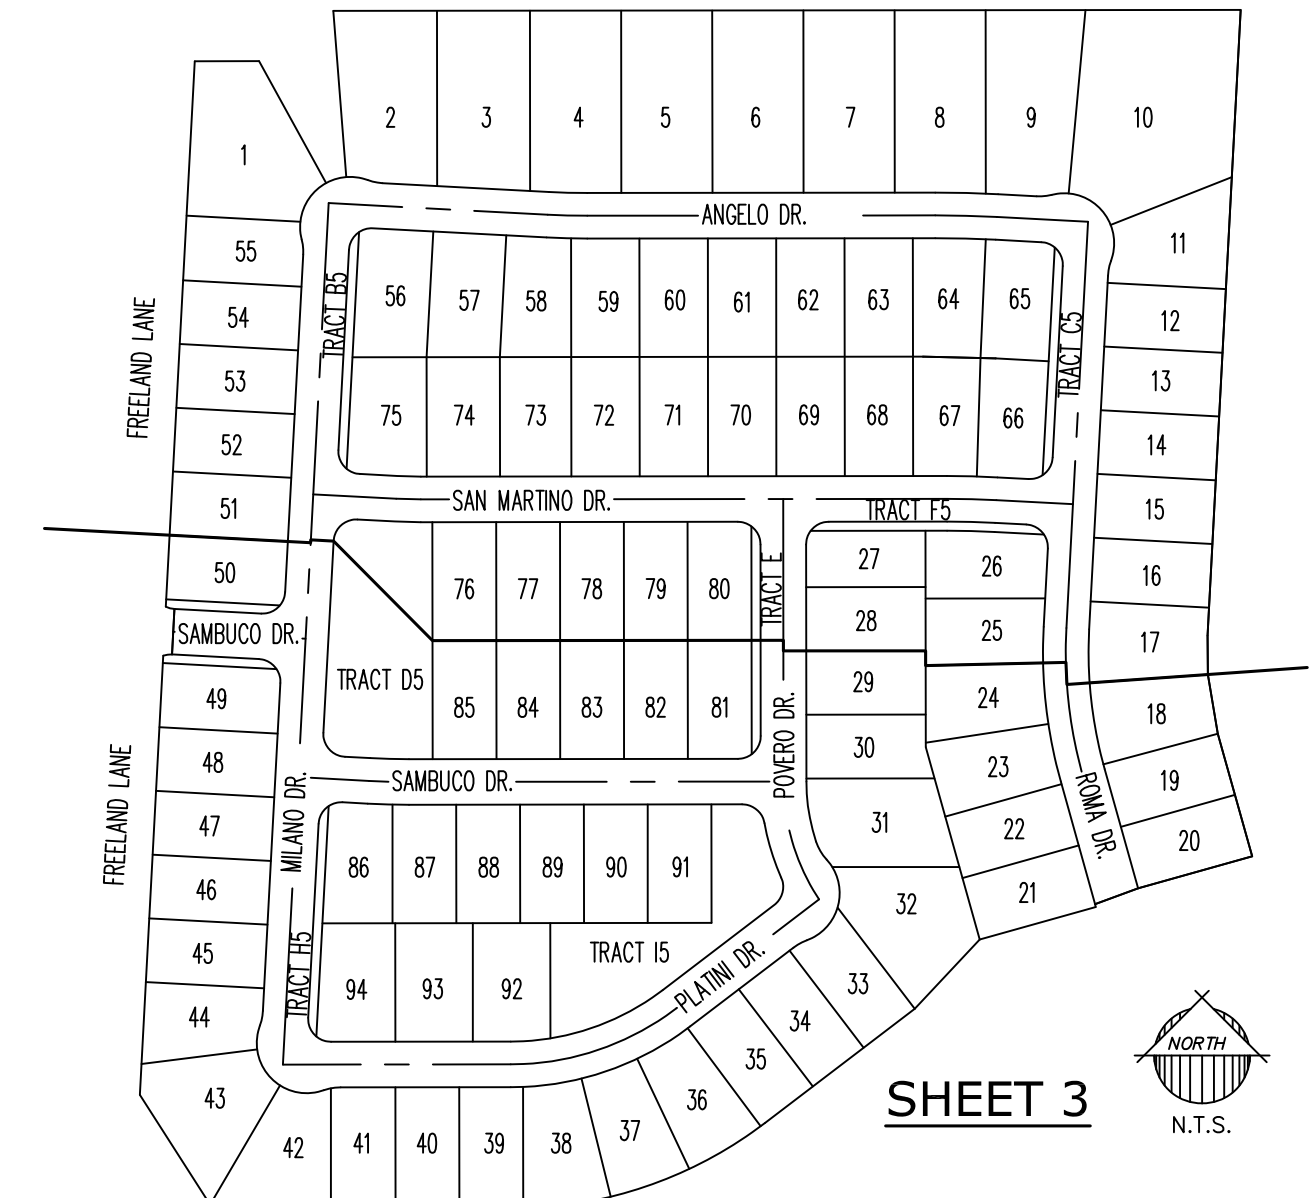 2 3 4 5 6 7 8 9 10
1
ANGELO DR.
55
11
TRACT B5
56 57 58 59 60 61 62 63 64 65
TRACT C5
FREELAND LANE
54
12
53
13
75 74 73 72 71 70 69 68 67 66
52
14
51
SAN MARTINO DR.
TRACT F5
15
50
76 77 78 79 80
TRACT E
27
26
16
28
25
SAMBUCO DR.
17
49
TRACT D5
85 84 83 82 81
POVERO DR.
29
24
18
48
30
23
19
FREELAND LANE
MILANO DR.
SAMBUCO DR.
ROMA DR.
47
31
22
20
46
86 87 88 89 90 91
32
21
45
TRACT H5
TRACT I5
PLATINI DR.
44
94 93 92
33
34
35
43
36
37
42 41 40 39 38
SHEET 3
NORTH
N.T.S.